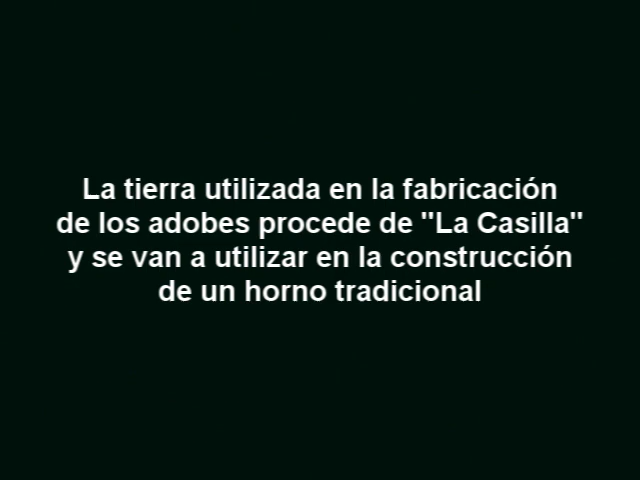 La tierra utilizada en la fabricación
de los adobes procede de "La Casilla"
y se van a utilizar en la construcción
de un horno tradicional